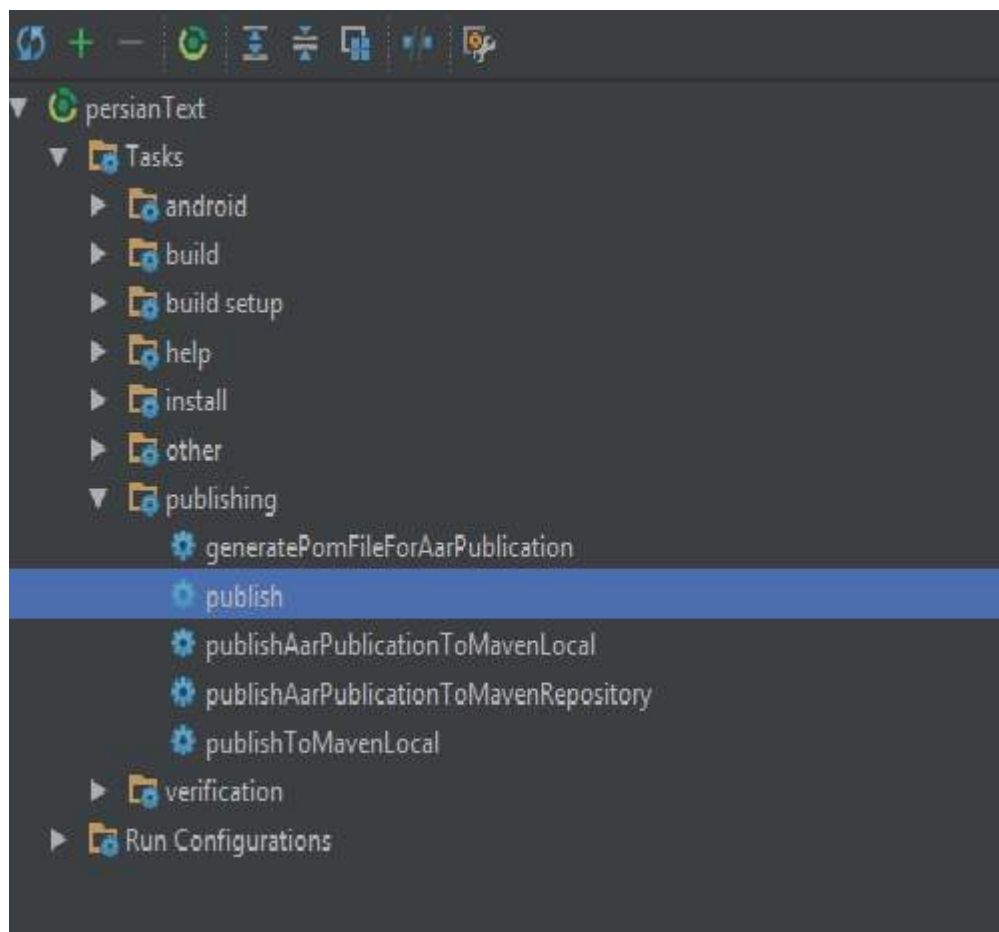 persianText
Tasks
android
build
build setup
help
install
other
publishing
generatePomFileForAarPublication
publish
publishAarPublicationToMavenLocal
publishAarPublicationToMavenRepository
publishToMavenLocal
verification
Run Configurations